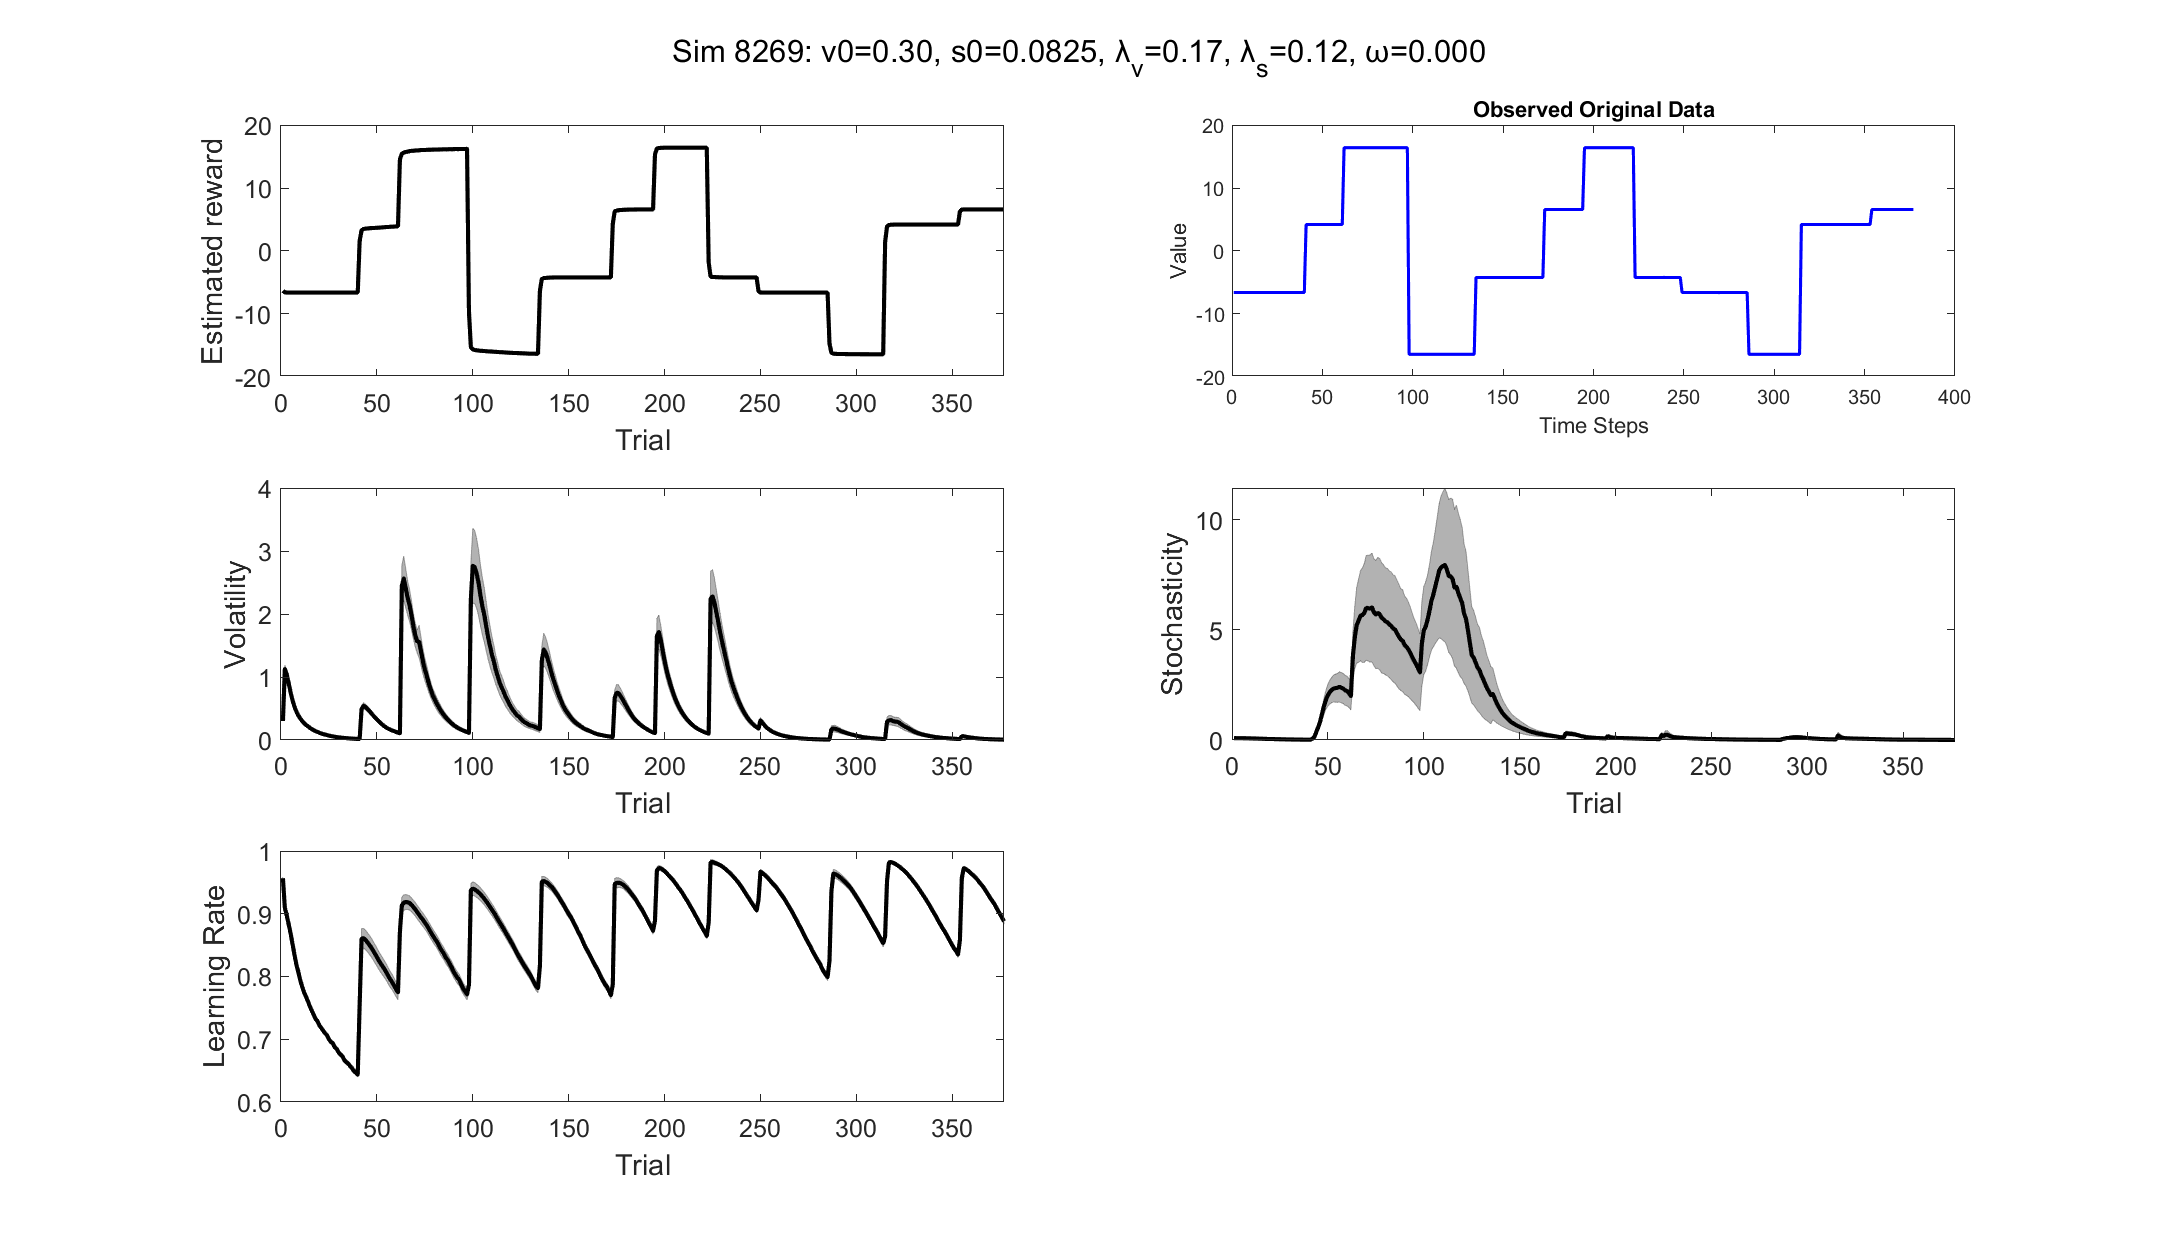 Sim 8269: v0=0.30, s0=0.0825, λv=0.17, λs=0.12, ω=0.000
Estimated reward
20
10
0
-10
-20
0 50 100 150 200 250 300 350
Trial
Observed Original Data
Value
20
10
0
-10
-20
0 50 100 150 200 250 300 350 400
Time Steps
Volatility
4
3
2
1
0
0 50 100 150 200 250 300 350
Trial
Stochasticity
10
5
0
0 50 100 150 200 250 300 350
Trial
Learning Rate
1
0.9
0.8
0.7
0.6
0 50 100 150 200 250 300 350
Trial